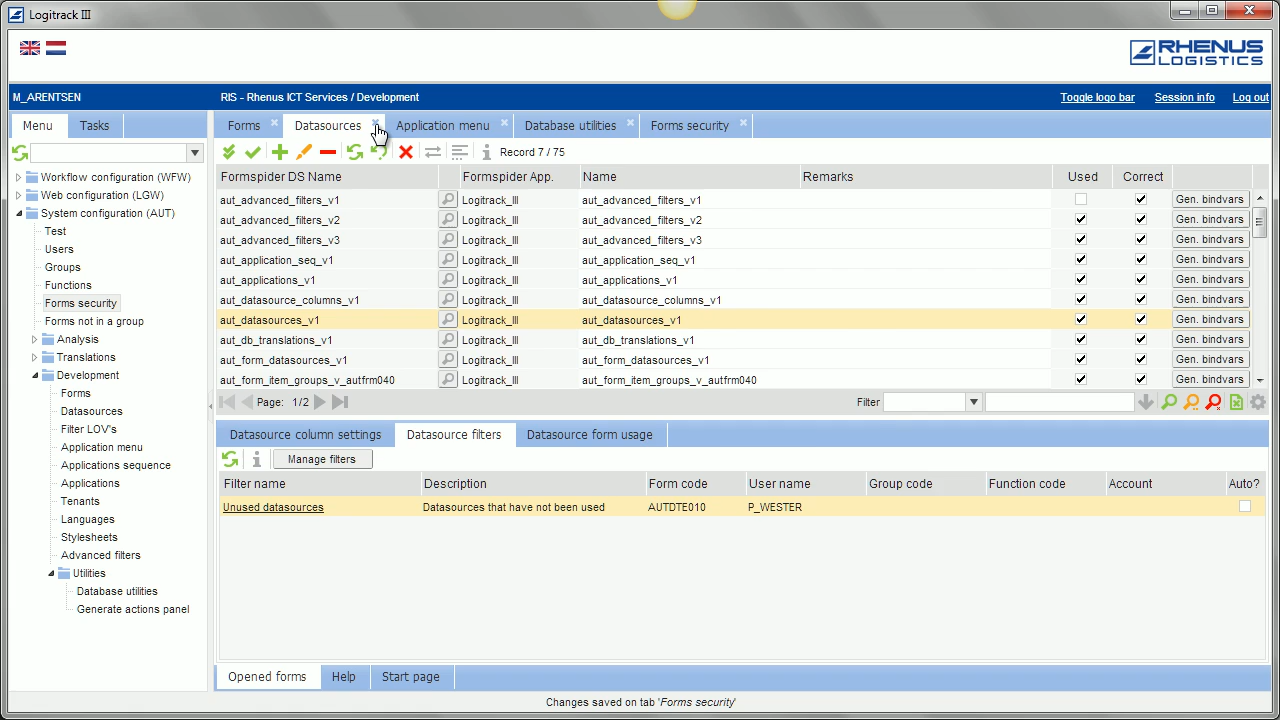 Logitrack III
RHENUS
LOGISTICS
M_ARENTSEN
RIS - Rhenus ICT Services / Development
Toggle logo bar
Session info
Log out
Menu
Tasks
Forms
Datasources
Application menu
Database utilities
Forms security
Record 7 / 75
Workflow configuration (WFW)
Web configuration (LGW)
System configuration (AUT)
Test
Users
Groups
Functions
Forms security
Forms not in a group
Analysis
Translations
Development
Forms
Datasources
Filter LOV's
Application menu
Applications sequence
Applications
Tenants
Languages
Stylesheets
Advanced filters
Utilities
Database utilities
Generate actions panel
Formspider DS Name Formspider App. Name Remarks Used Correct
aut_advanced_filters_v1 Logitrack_III aut_advanced_filters_v1 Gen. bindvars
aut_advanced_filters_v2 Logitrack_III aut_advanced_filters_v2 Gen. bindvars
aut_advanced_filters_v3 Logitrack_III aut_advanced_filters_v3 Gen. bindvars
aut_application_seq_v1 Logitrack_III aut_application_seq_v1 Gen. bindvars
aut_applications_v1 Logitrack_III aut_applications_v1 Gen. bindvars
aut_datasource_columns_v1 Logitrack_III aut_datasource_columns_v1 Gen. bindvars
aut_datasources_v1 Logitrack_III aut_datasources_v1 Gen. bindvars
aut_db_translations_v1 Logitrack_III aut_db_translations_v1 Gen. bindvars
aut_form_datasources_v1 Logitrack_III aut_form_datasources_v1 Gen. bindvars
aut_form_item_groups_v_autfrm040 Logitrack_III aut_form_item_groups_v_autfrm040 Gen. bindvars
Page: 1/2
Filter
Datasource column settings
Datasource filters
Datasource form usage
Manage filters
Filter name Description Form code User name Group code Function code Account Auto?
Unused datasources Datasources that have not been used AUTDTE010 P_WESTER
Opened forms
Help
Start page
Changes saved on tab 'Forms security'